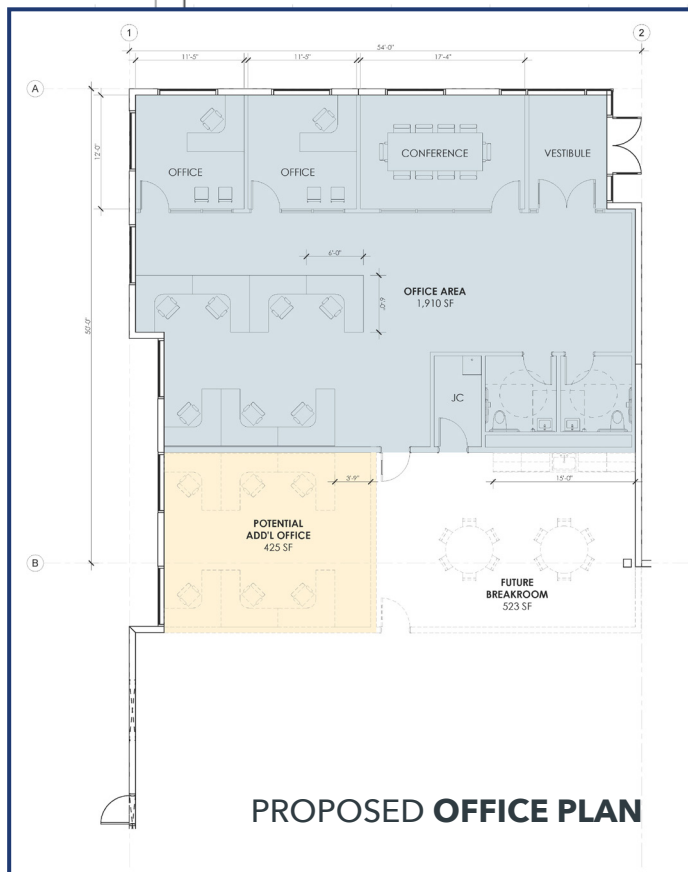 1
2
54'-0"
11'-5"
11'-5"
17'-4"
A
12'-0"
OFFICE
OFFICE
CONFERENCE
VESTIBULE
6'-0"
OFFICE AREA
1,910 SF
6'-0"
50'-0"
JC
3'-9"
15'-0"
POTENTIAL
ADD'L OFFICE
425 SF
B
FUTURE
BREAKROOM
523 SF
PROPOSED OFFICE PLAN